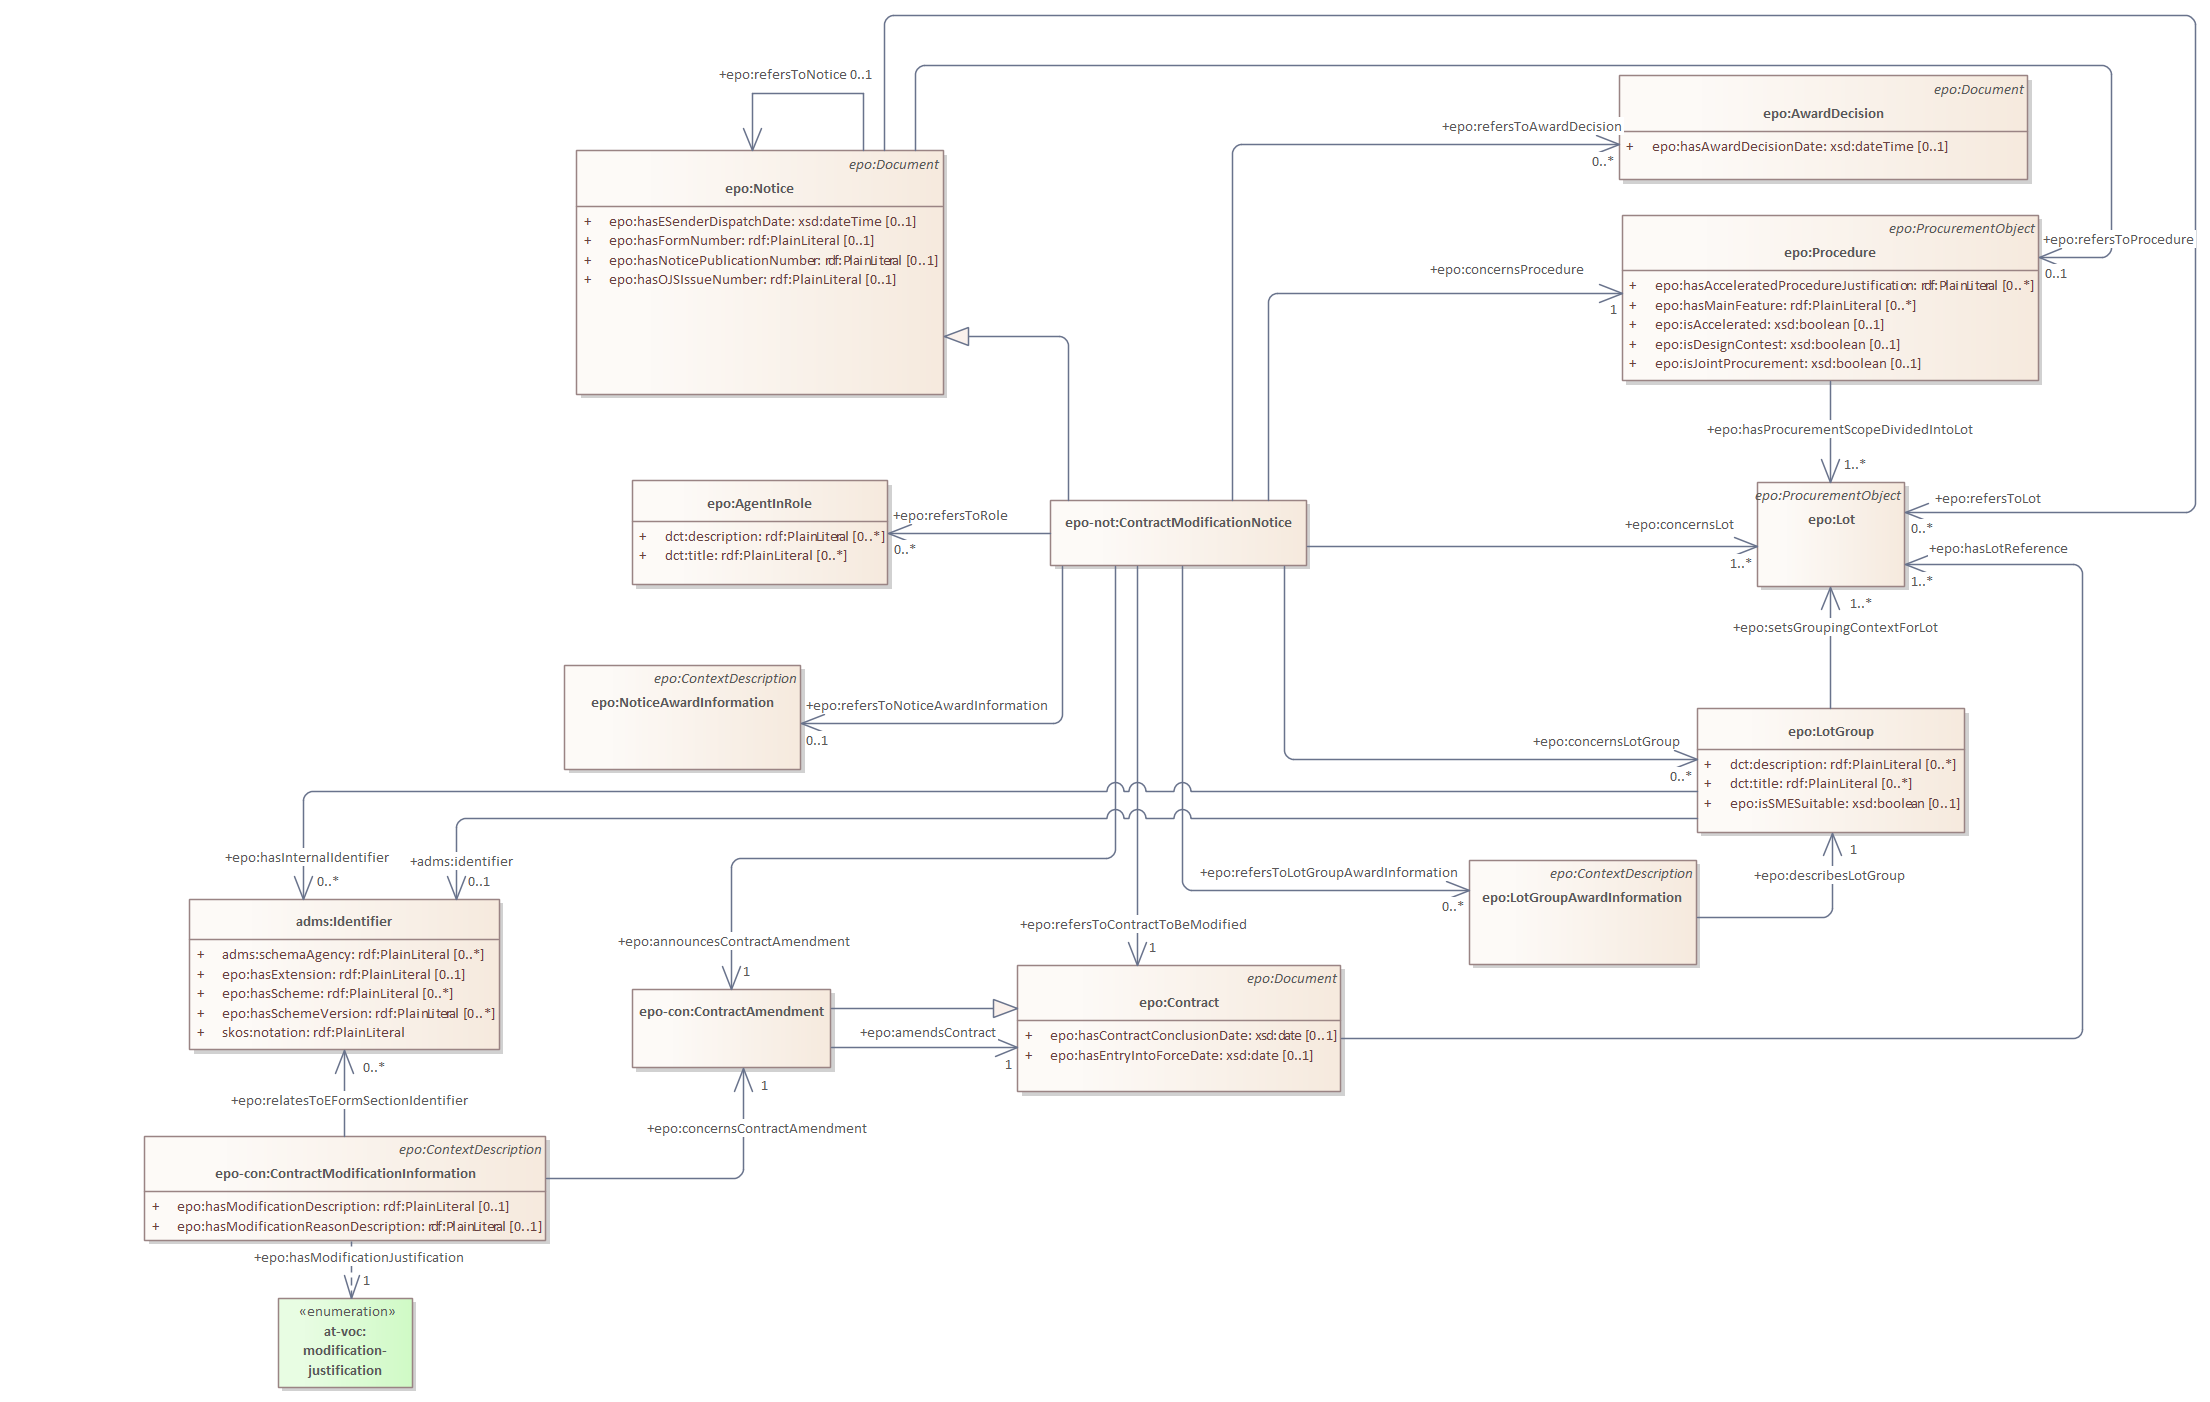 +epo:refersToNotice 0..1
epo:Document
epo:Notice
+ epo:hasESenderDispatchDate: xsd:dateTime [0..1]
+ epo:hasFormNumber: rdf:PlainLiteral [0..1]
+ epo:hasNoticePublicationNumber: rdf:PlainLiteral [0..1]
+ epo:hasOJSIssueNumber: rdf:PlainLiteral [0..1]
+epo:refersToAwardDecision
0..*
epo:Document
epo:AwardDecision
+ epo:hasAwardDecisionDate: xsd:dateTime [0..1]
+epo:concernsProcedure
1
epo:ProcurementObject
epo:Procedure
+ epo:hasAcceleratedProcedureJustification: rdf:PlainLiteral [0..*]
+ epo:hasMainFeature: rdf:PlainLiteral [0..*]
+ epo:isAccelerated: xsd:boolean [0..1]
+ epo:isDesignContest: xsd:boolean [0..1]
+ epo:isJointProcurement: xsd:boolean [0..1]
+epo:refersToProcedure
0..1
+epo:hasProcurementScopeDividedIntoLot
1..*
epo:AgentInRole
+ dct:description: rdf:PlainLiteral [0..*]
+ dct:title: rdf:PlainLiteral [0..*]
+epo:refersToRole
0..*
epo-not:ContractModificationNotice
+epo:concernsLot
1..*
epo:ProcurementObject
epo:Lot
+epo:refersToLot
0..*
+epo:hasLotReference
1..*
1..*
+epo:setsGroupingContextForLot
epo:ContextDescription
epo:NoticeAwardInformation
+epo:refersToNoticeAwardInformation
0..1
+epo:concernsLotGroup
0..*
epo:LotGroup
+ dct:description: rdf:PlainLiteral [0..*]
+ dct:title: rdf:PlainLiteral [0..*]
+ epo:isSMESuitable: xsd:boolean [0..1]
+epo:hasInternalIdentifier
0..*
+adms:identifier
0..1
1
+epo:describesLotGroup
+epo:refersToLotGroupAwardInformation
0..*
epo:ContextDescription
epo:LotGroupAwardInformation
adms:Identifier
+ adms:schemaAgency: rdf:PlainLiteral [0..*]
+ epo:hasExtension: rdf:PlainLiteral [0..1]
+ epo:hasScheme: rdf:PlainLiteral [0..*]
+ epo:hasSchemeVersion: rdf:PlainLiteral [0..*]
+ skos:notation: rdf:PlainLiteral
+epo:announcesContractAmendment
1
+epo:refersToContractToBeModified
1
epo-con:ContractAmendment
+epo:amendsContract
1
epo:Document
epo:Contract
+ epo:hasContractConclusionDate: xsd:date [0..1]
+ epo:hasEntryIntoForceDate: xsd:date [0..1]
0..*
+epo:relatesToEFormSectionIdentifier
1
+epo:concernsContractAmendment
epo:ContextDescription
epo-con:ContractModificationInformation
+ epo:hasModificationDescription: rdf:PlainLiteral [0..1]
+ epo:hasModificationReasonDescription: rdf:PlainLiteral [0..1]
+epo:hasModificationJustification
1
«enumeration»
at-voc:
modification-
justification